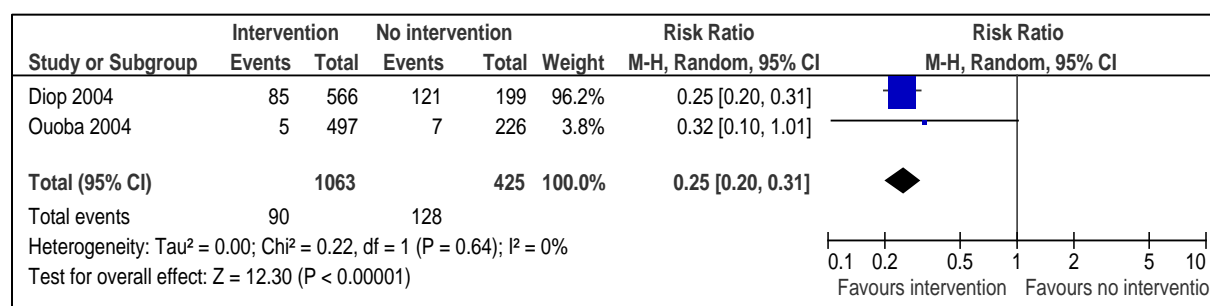 Intervention No intervention Risk Ratio Risk Ratio
Study or Subgroup Events Total Events Total Weight M-H, Random, 95% CI M-H, Random, 95% CI
Diop 2004 85 566 121 199 96.2% 0.25 [0.20, 0.31]
Ouoba 2004 5 497 7 226 3.8% 0.32 [0.10, 1.01]
Total (95% CI) 1063 425 100.0% 0.25 [0.20, 0.31]
Total events 90 128
Heterogeneity: Tau² = 0.00; Chi² = 0.22, df = 1 (P = 0.64); I² = 0%
Test for overall effect: Z = 12.30 (P < 0.00001)
0.1 0.2 0.5 1 2 5 10
Favours intervention Favours no interventio